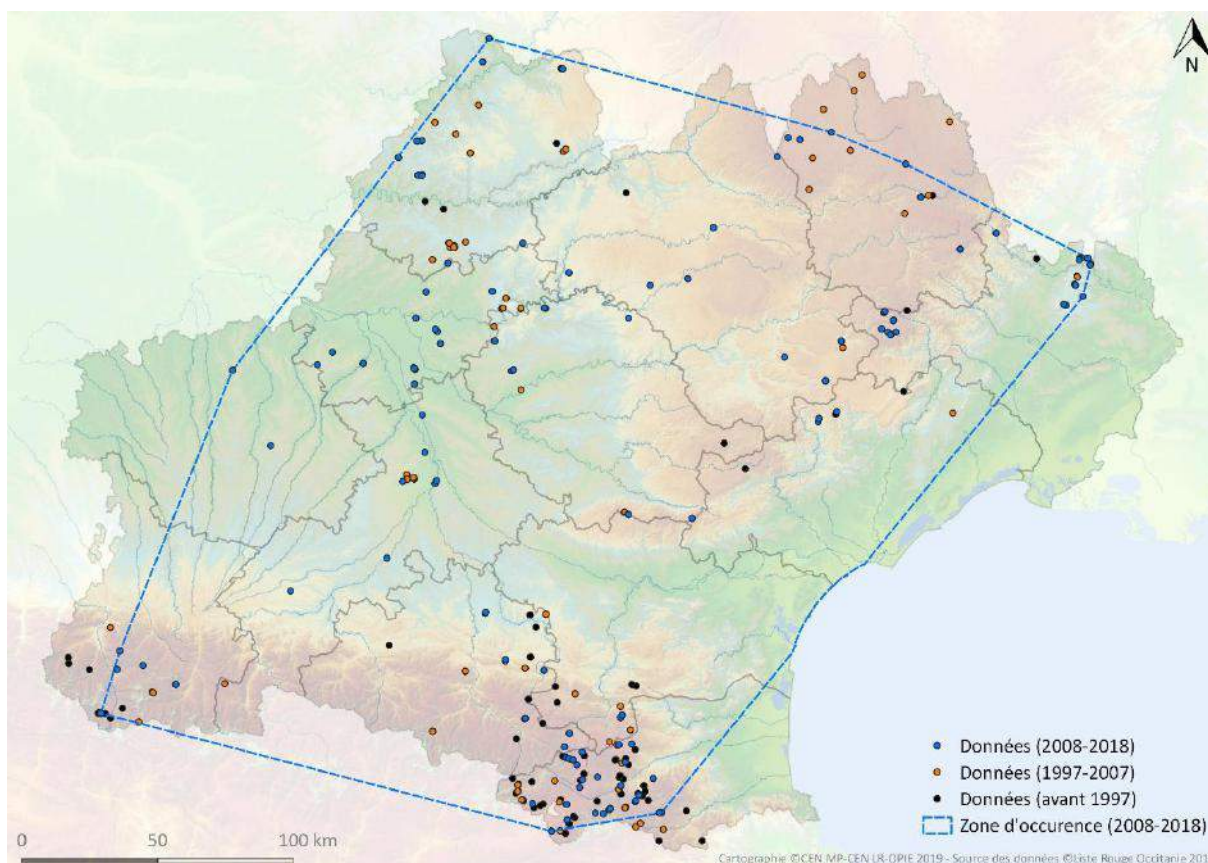 N
Données (2008-2018)
Données (1997-2007)
Données (avant 1997)
Zone d'occurence (2008-2018)
0 50 100 km
Cartographie ©CEN MP-CEN LR-OPIE 2019 - Source des données ©Liste Rouge Occitanie 201